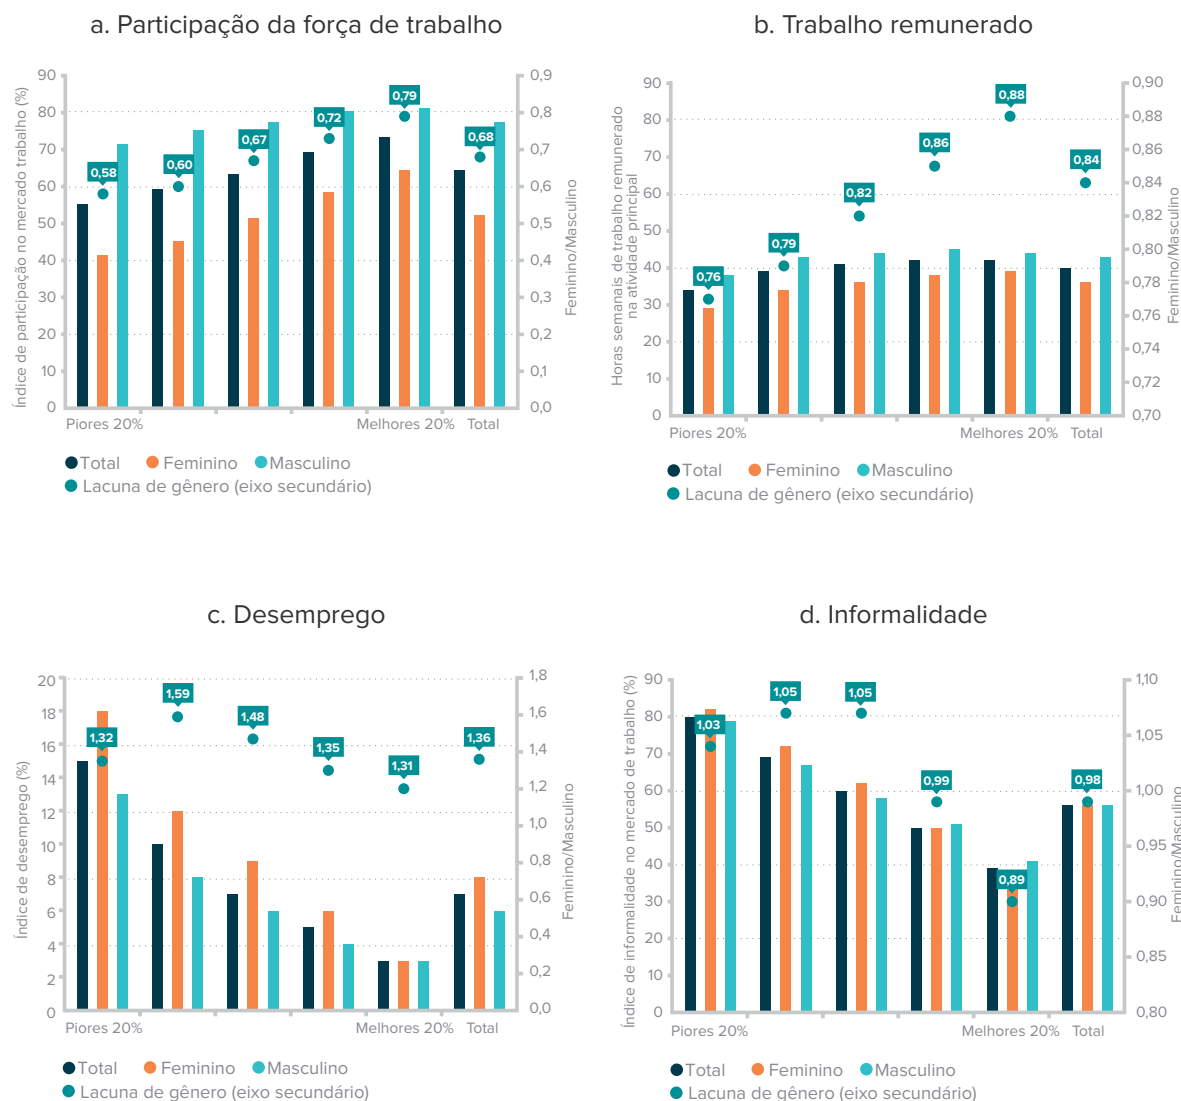 a. Participação da força de trabalho
Índice de participação no mercado trabalho (%)
90
80
70
60
50
40
30
20
10
0
0,58
0,60
0,67
0,72
0,79
0,68
0,9
0,8
0,7
0,6
0,5
0,4
0,3
0,2
0,1
0,0
Feminino/Masculino
Piores 20%
Melhores 20%
Total
Total
Feminino
Masculino
Lacuna de gênero (eixo secundário)
b. Trabalho remunerado
Horas semanais de trabalho remunerado
na atividade principal
90
80
70
60
50
40
30
20
10
0
0,76
0,79
0,82
0,86
0,88
0,84
0,90
0,88
0,86
0,84
0,82
0,80
0,78
0,76
0,74
0,72
0,70
Feminino/Masculino
Piores 20%
Melhores 20%
Total
Total
Feminino
Masculino
Lacuna de gênero (eixo secundário)
c. Desemprego
Índice de desemprego (%)
20
18
16
14
12
10
8
6
4
2
0
1,32
1,59
1,48
1,35
1,31
1,36
1,8
1,6
1,4
1,2
1,0
0,8
0,6
0,4
0,2
0,0
Feminino/Masculino
Piores 20%
Melhores 20%
Total
Total
Feminino
Masculino
Lacuna de gênero (eixo secundário)
d. Informalidade
Índice de informalidade no mercado de trabalho (%)
90
80
70
60
50
40
30
20
10
0
1,03
1,05
1,05
0,99
0,89
0,98
1,10
1,05
1,00
0,95
0,90
0,85
0,80
Feminino/Masculino
Piores 20%
Melhores 20%
Total
Total
Feminino
Masculino
Lacuna de gênero (eixo secundário)